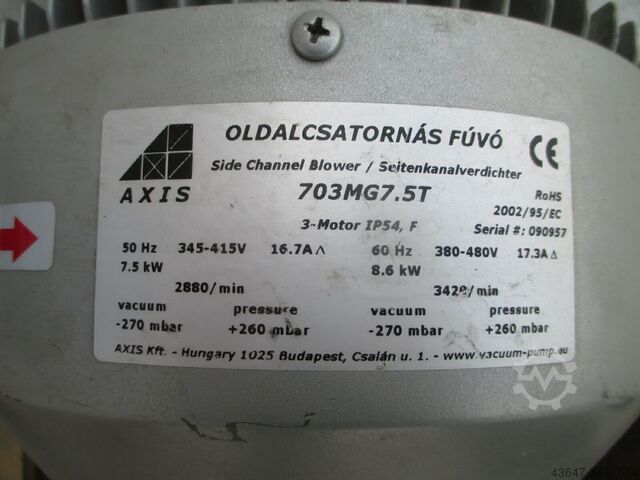 OLDALCSATORNÁS FÚVÓ
CE
Side Channel Blower / Seitenkanalverdichter
AXIS
703MG7.5T
RoHS
2002/95/EC
3~Motor IP54, F
Serial #: 090957
50 Hz 345-415V 16.7A Δ 60 Hz 380-480V 17.3A Δ
7.5 kW 8.6 kW
2880/min 3420/min
vacuum pressure vacuum pressure
-270 mbar +260 mbar -270 mbar +260 mbar
AXIS Kft. - Hungary 1025 Budapest, Csalán u. 1. - www.vacuum-pump.eu